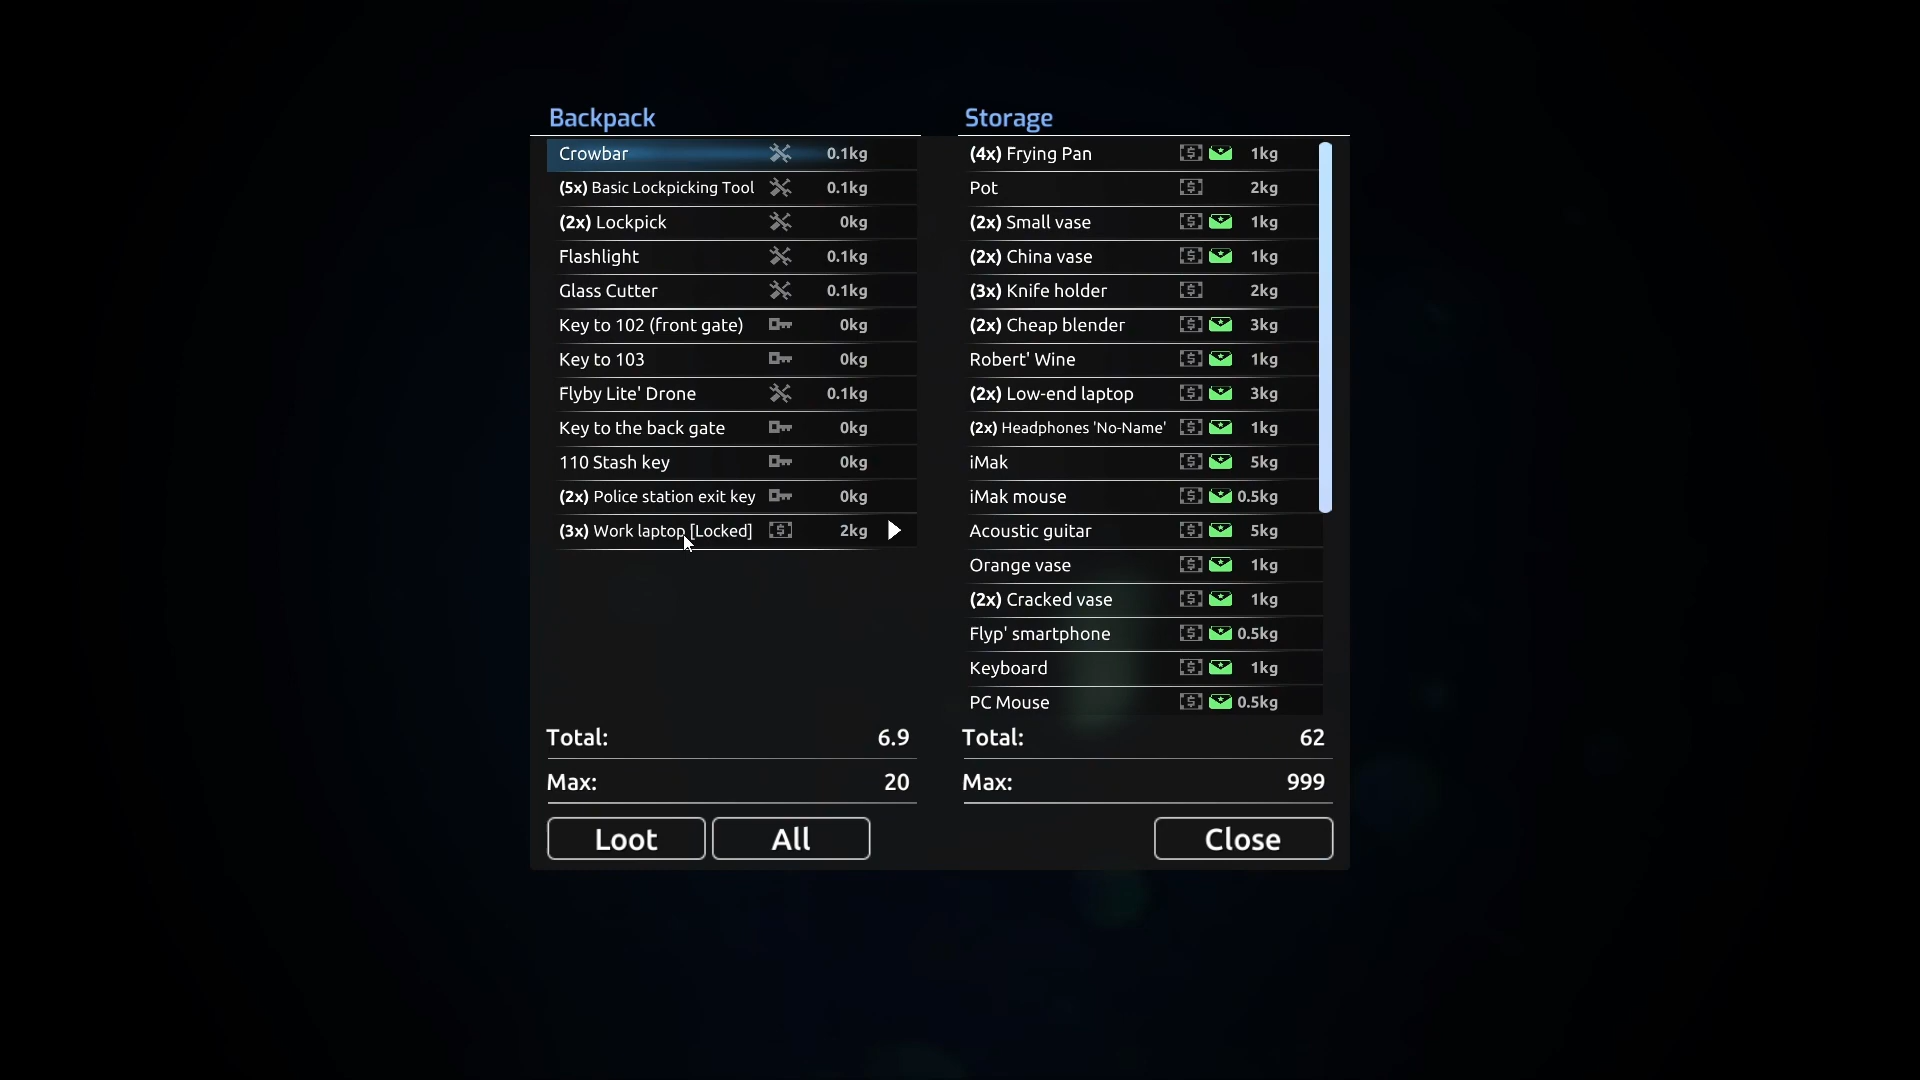 Backpack
Crowbar 0.1kg
(5x) Basic Lockpicking Tool 0.1kg
(2x) Lockpick 0kg
Flashlight 0.1kg
Glass Cutter 0.1kg
Key to 102 (front gate) 0kg
Key to 103 0kg
Flyby Lite' Drone 0.1kg
Key to the back gate 0kg
110 Stash key 0kg
(2x) Police station exit key 0kg
(3x) Work laptop [Locked] 2kg
Total: 6.9
Max: 20
Loot All
Storage
(4x) Frying Pan 1kg
Pot 2kg
(2x) Small vase 1kg
(2x) China vase 1kg
(3x) Knife holder 2kg
(2x) Cheap blender 3kg
Robert' Wine 1kg
(2x) Low-end laptop 3kg
(2x) Headphones 'No-Name' 1kg
iMak 5kg
iMak mouse 0.5kg
Acoustic guitar 5kg
Orange vase 1kg
(2x) Cracked vase 1kg
Flyp' smartphone 0.5kg
Keyboard 1kg
PC Mouse 0.5kg
Total: 62
Max: 999
Close